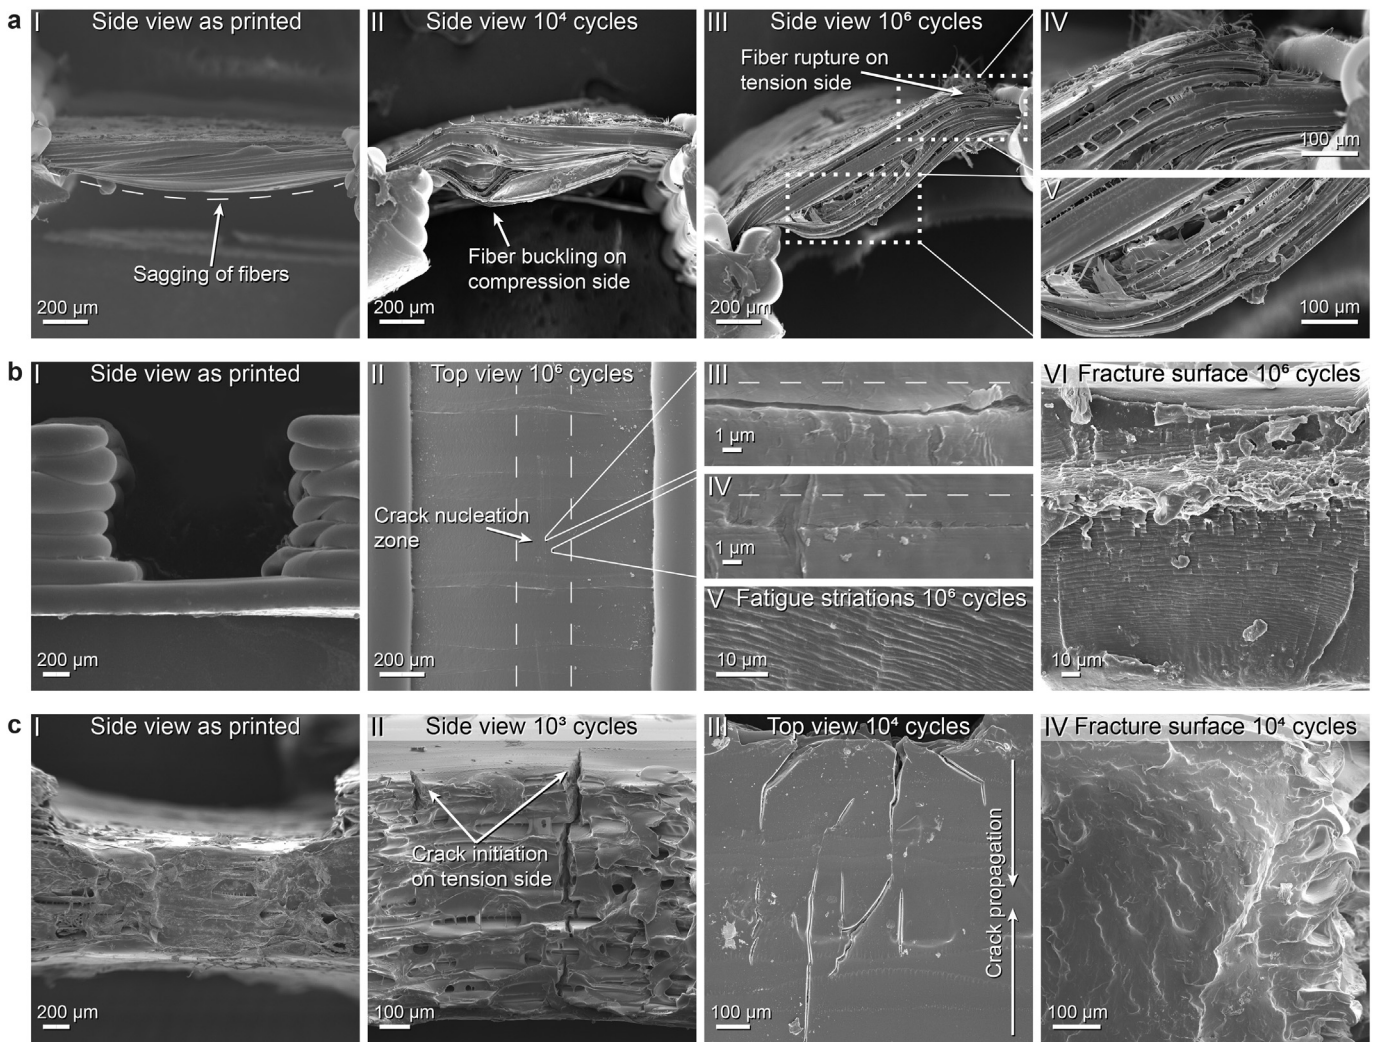 a
I
Side view as printed
Sagging of fibers
200 µm
II
Side view 10⁴ cycles
Fiber buckling on
compression side
200 µm
III
Side view 10⁶ cycles
Fiber rupture on
tension side
200 µm
IV
100 µm
V
100 µm
b
I
Side view as printed
200 µm
II
Top view 10⁶ cycles
Crack nucleation
zone
200 µm
III
1 µm
IV
1 µm
V Fatigue striations 10⁶ cycles
10 µm
VI Fracture surface 10⁶ cycles
10 µm
c
I
Side view as printed
200 µm
II
Side view 10³ cycles
Crack initiation
on tension side
100 µm
III
Top view 10⁴ cycles
Crack propagation
100 µm
IV Fracture surface 10⁴ cycles
100 µm